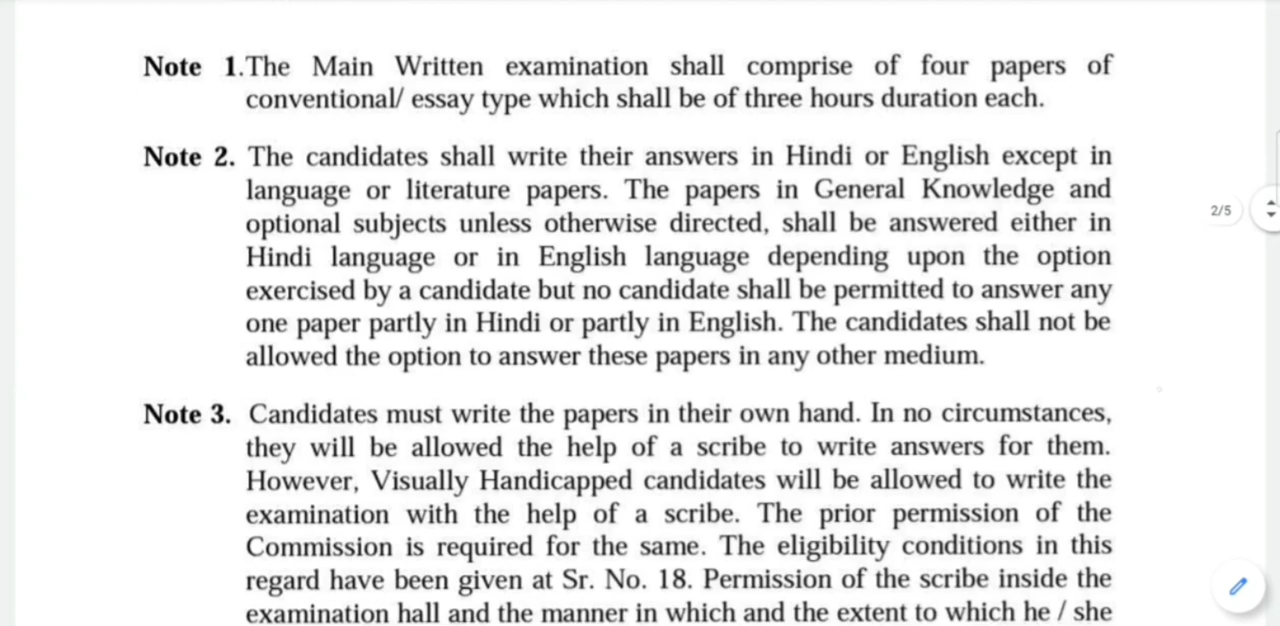 Note 1.The Main Written examination shall comprise of four papers of
conventional/ essay type which shall be of three hours duration each.
Note 2. The candidates shall write their answers in Hindi or English except in
language or literature papers. The papers in General Knowledge and
optional subjects unless otherwise directed, shall be answered either in
Hindi language or in English language depending upon the option
exercised by a candidate but no candidate shall be permitted to answer any
one paper partly in Hindi or partly in English. The candidates shall not be
allowed the option to answer these papers in any other medium.
2/5
Note 3. Candidates must write the papers in their own hand. In no circumstances,
they will be allowed the help of a scribe to write answers for them.
However, Visually Handicapped candidates will be allowed to write the
examination with the help of a scribe. The prior permission of the
Commission is required for the same. The eligibility conditions in this
regard have been given at Sr. No. 18. Permission of the scribe inside the
examination hall and the manner in which and the extent to which he / she